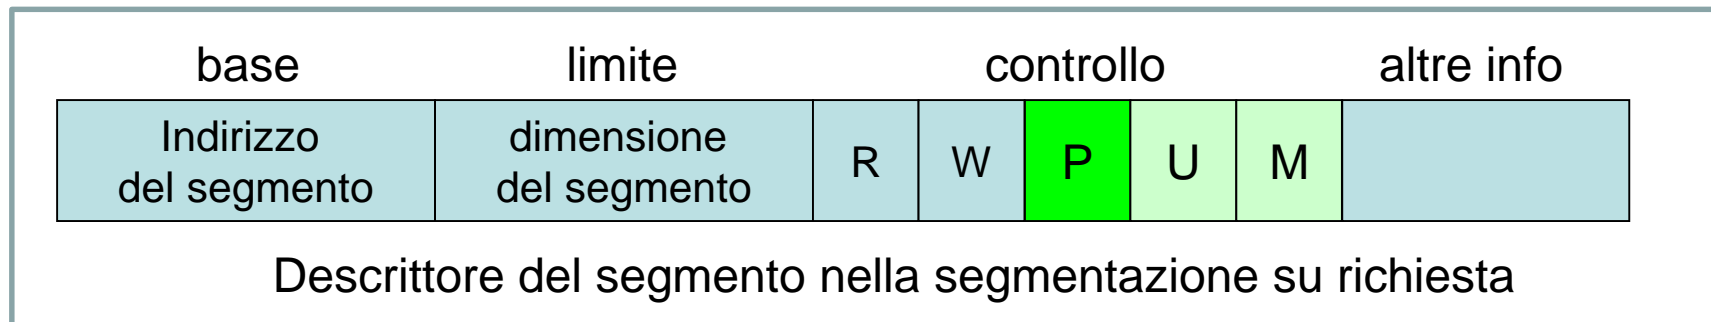 base limite controllo altre info
Indirizzo dimensione
del segmento del segmento R W P U M
Descrittore del segmento nella segmentazione su richiesta